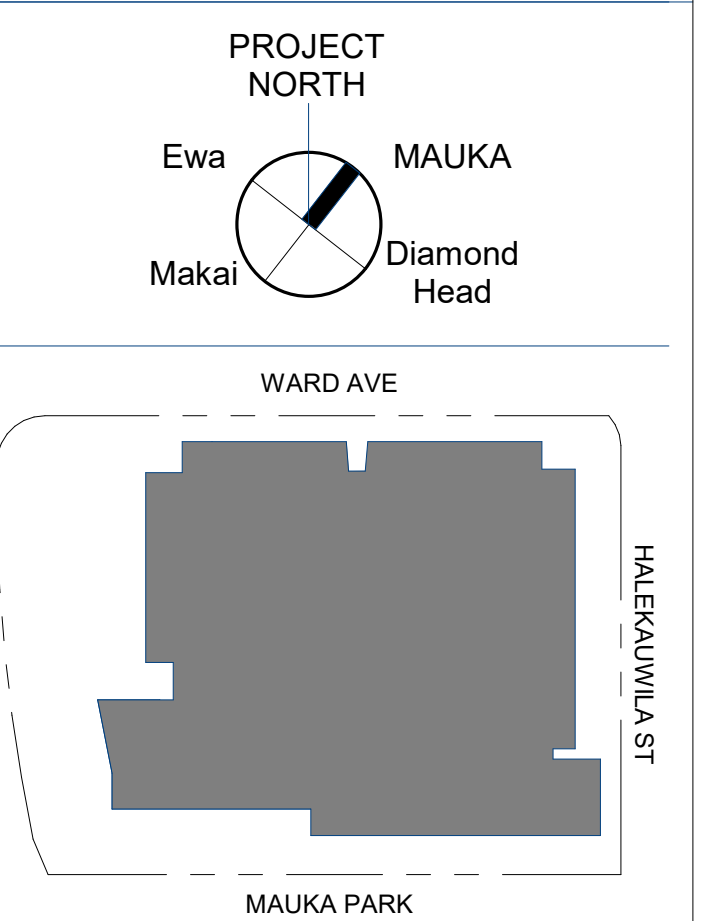 PROJECT
NORTH
Ewa
MAUKA
Makai
Diamond
Head
WARD AVE
HALEKAUWILA ST
MAUKA PARK